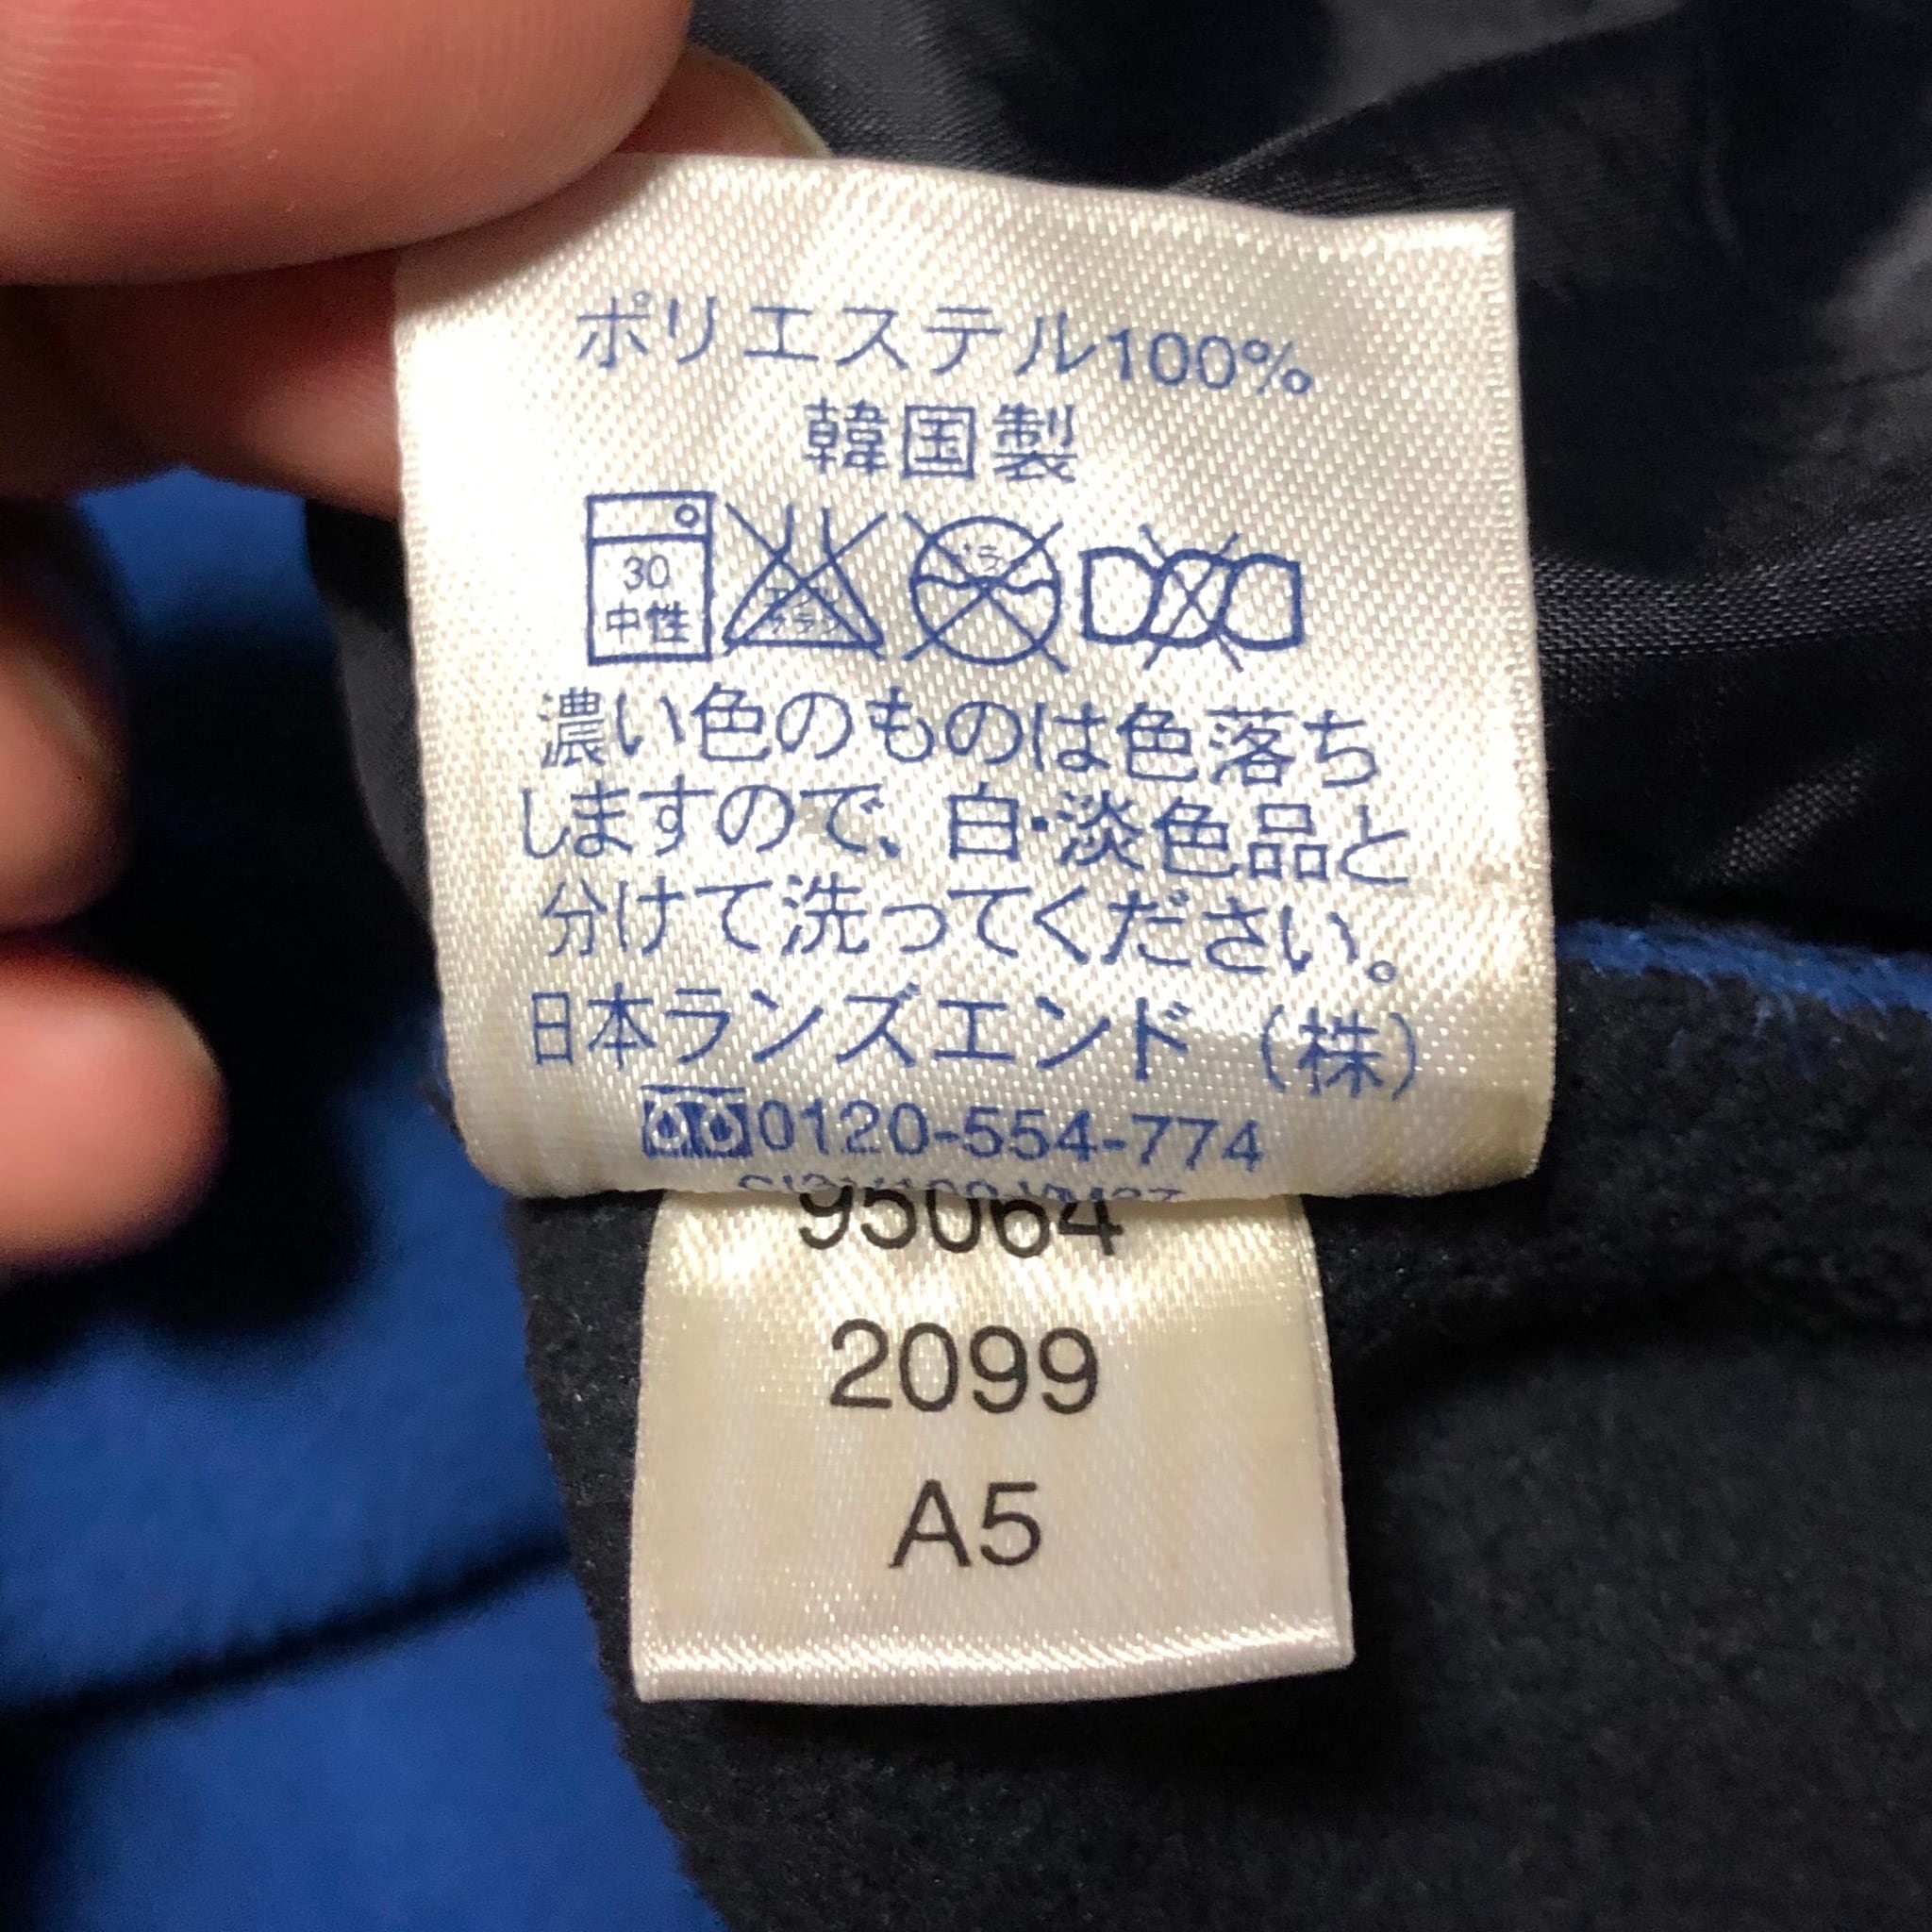 ポリエステル100%
韓国製
30
中性
濃い色のものは色落ち
しますので、白・淡色品と
分けて洗ってください。
日本ランズエンド(株)
0120-554-774
95064
2099
A5